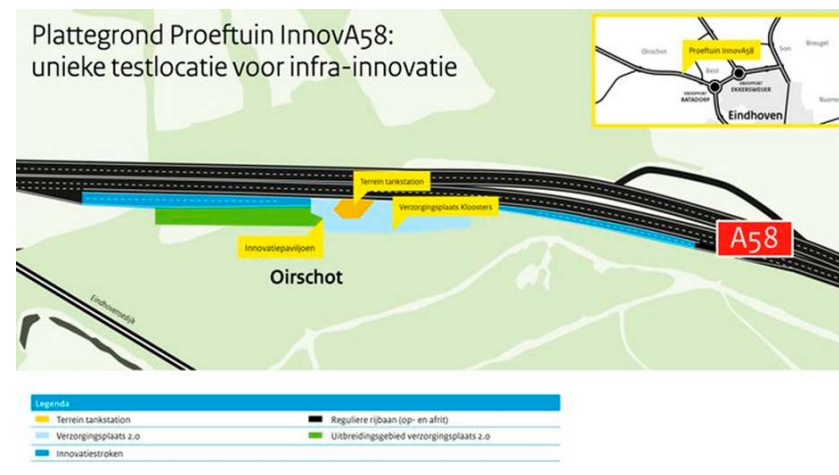 Plattegrond Proeftuin InnovA58:
unieke testlocatie voor infra-innovatie
Oirschot
Proeftuin InnovA58
Son
Breugel
Best
KNOOPPUNT
EKKERSWEIJER
KNOOPPUNT
BATADORP
Eindhoven
Terrein tankstation
Verzorgingsplaats Kloosters
Innovatiepaviljoen
A58
Oirschot
Eindhovensedijk
Legenda
Terrein tankstation
Reguliere rijbaan (op- en afrit)
Verzorgingsplaats 2.0
Uitbreidingsgebied verzorgingsplaats 2.0
Innovatiestroken